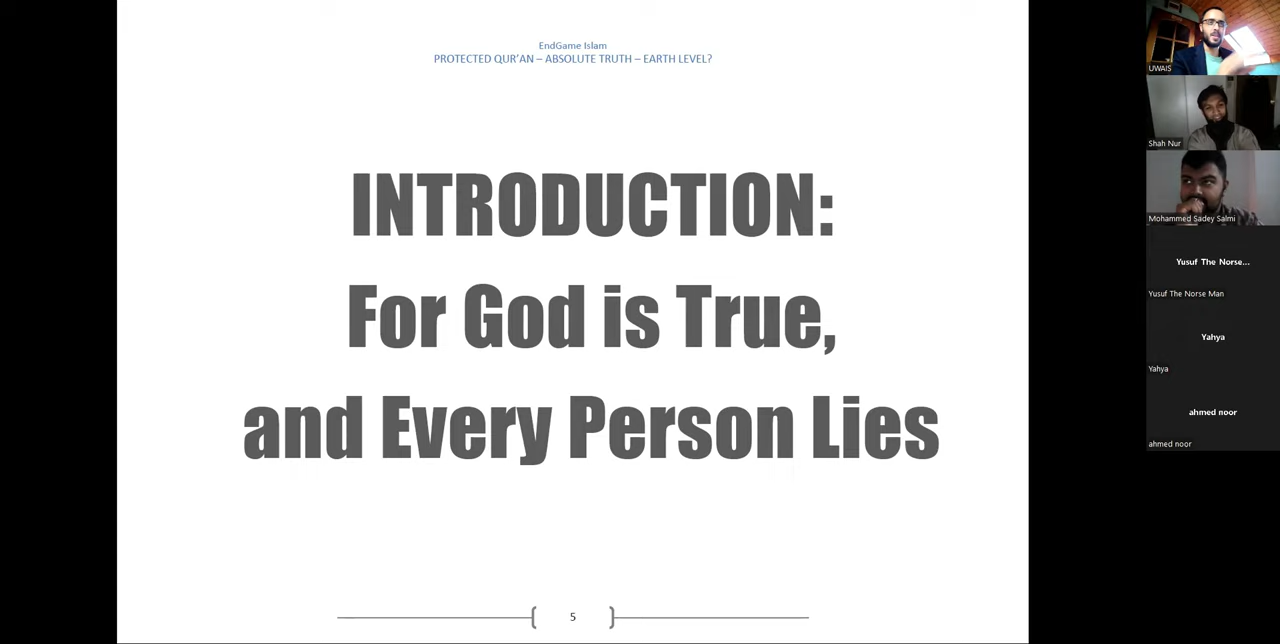 EndGame Islam
PROTECTED QUR'AN – ABSOLUTE TRUTH – EARTH LEVEL?
INTRODUCTION:
For God is True,
and Every Person Lies
5
UWAIS
Shah Nur
Mohammed Sadey Salmi
Yusuf The Norse...
Yusuf The Norse Man
Yahya
Yahya
ahmed noor
ahmed noor